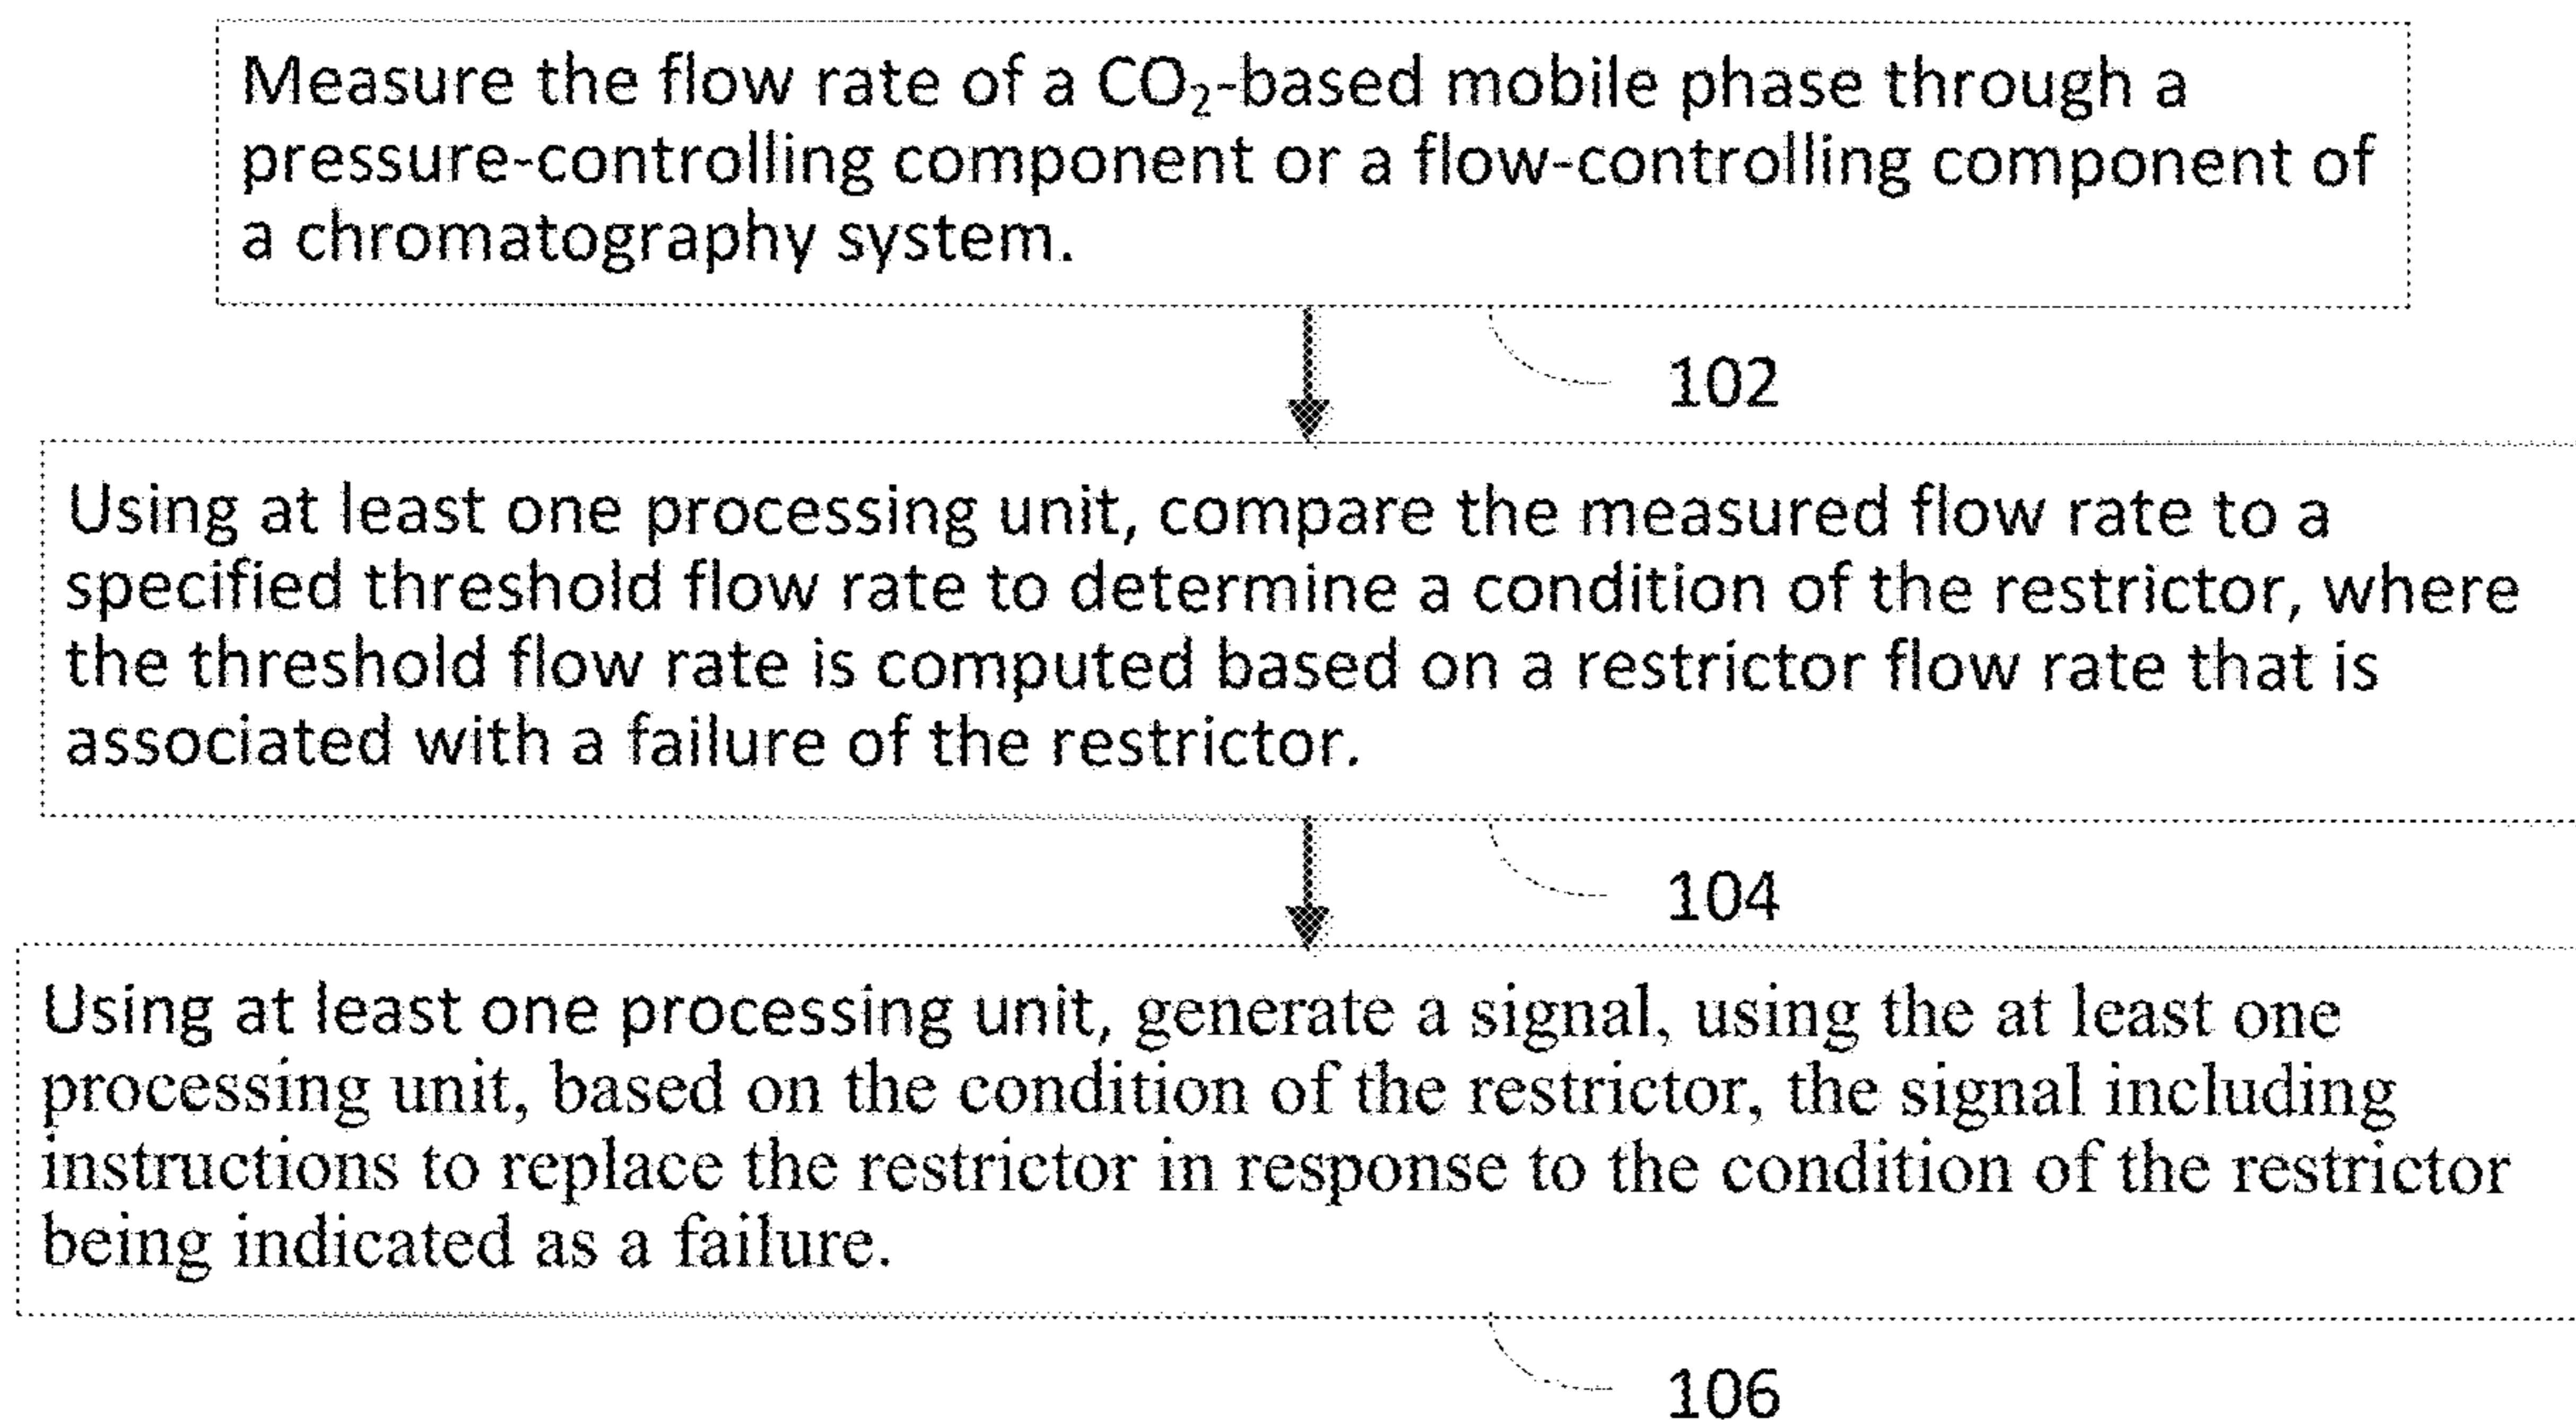 Measure the flow rate of a CO₂-based mobile phase through a
pressure-controlling component or a flow-controlling component of
a chromatography system.
102
Using at least one processing unit, compare the measured flow rate to a
specified threshold flow rate to determine a condition of the restrictor, where
the threshold flow rate is computed based on a restrictor flow rate that is
associated with a failure of the restrictor.
104
Using at least one processing unit, generate a signal, using the at least one
processing unit, based on the condition of the restrictor, the signal including
instructions to replace the restrictor in response to the condition of the restrictor
being indicated as a failure.
106